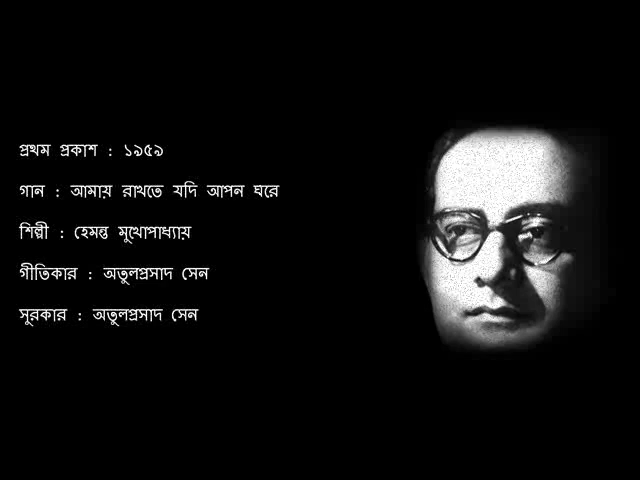 প্রথম প্রকাশ : ১৯৫৯
গান : আমায় রাখতে যদি আপন ঘরে
শিল্পী : হেমন্ত মুখোপাধ্যায়
গীতিকার : অতুলপ্রসাদ সেন
সুরকার : অতুলপ্রসাদ সেন